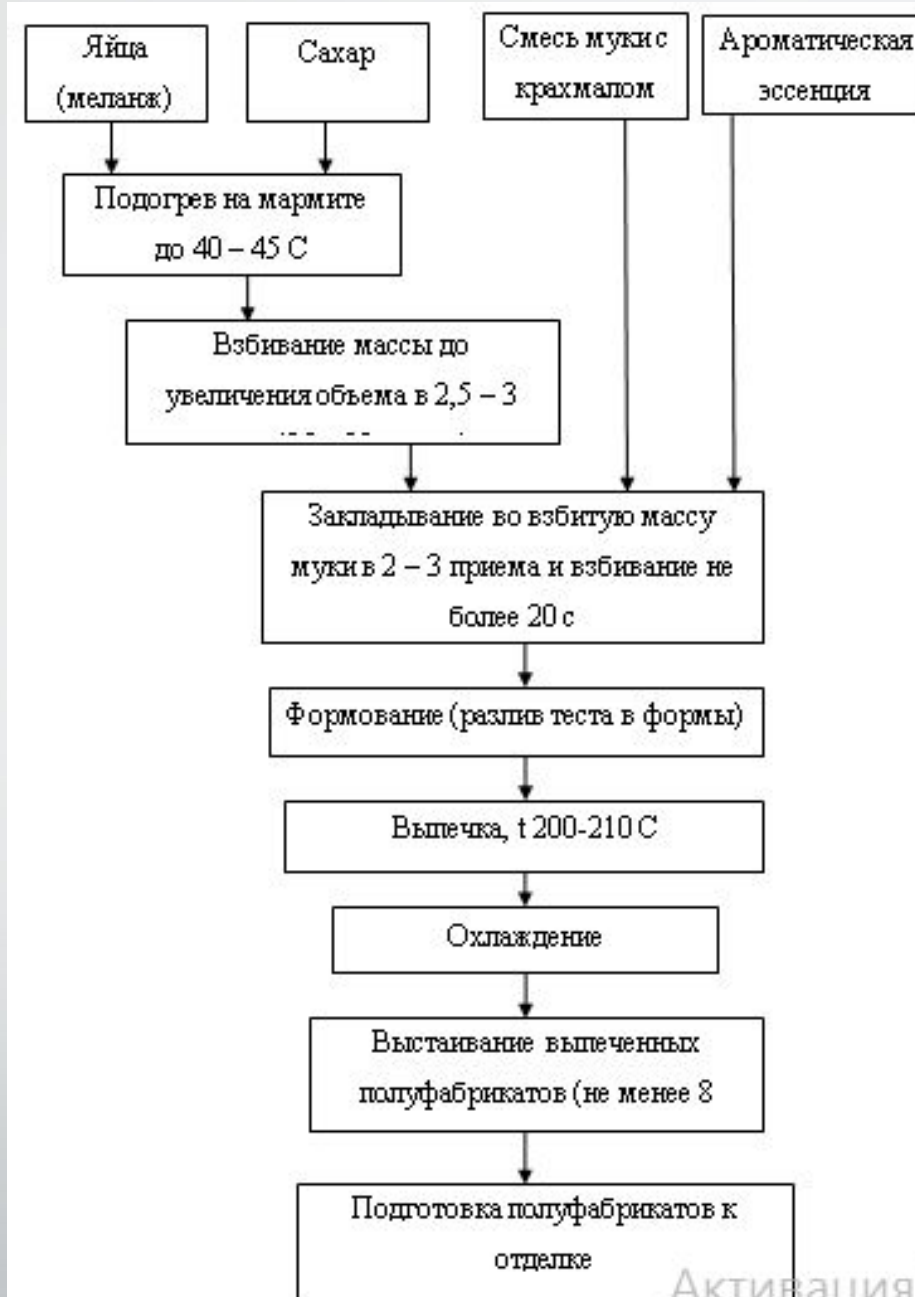 Яйца
(меланж)
Сахар
Смесь муки с
крахмалом
Ароматическая
эссенция
Подогрев на мармите
до 40 – 45 С
Взбивание массы до
увеличения объема в 2,5 – 3
Закладывание во взбитую массу
муки в 2 – 3 приема и взбивание не
более 20 с
Формование (разлив теста в формы)
Выпечка, t 200-210 С
Охлаждение
Выстаивание выпеченных
полуфабрикатов (не менее 8
Подготовка полуфабрикатов к
отделке
Активация